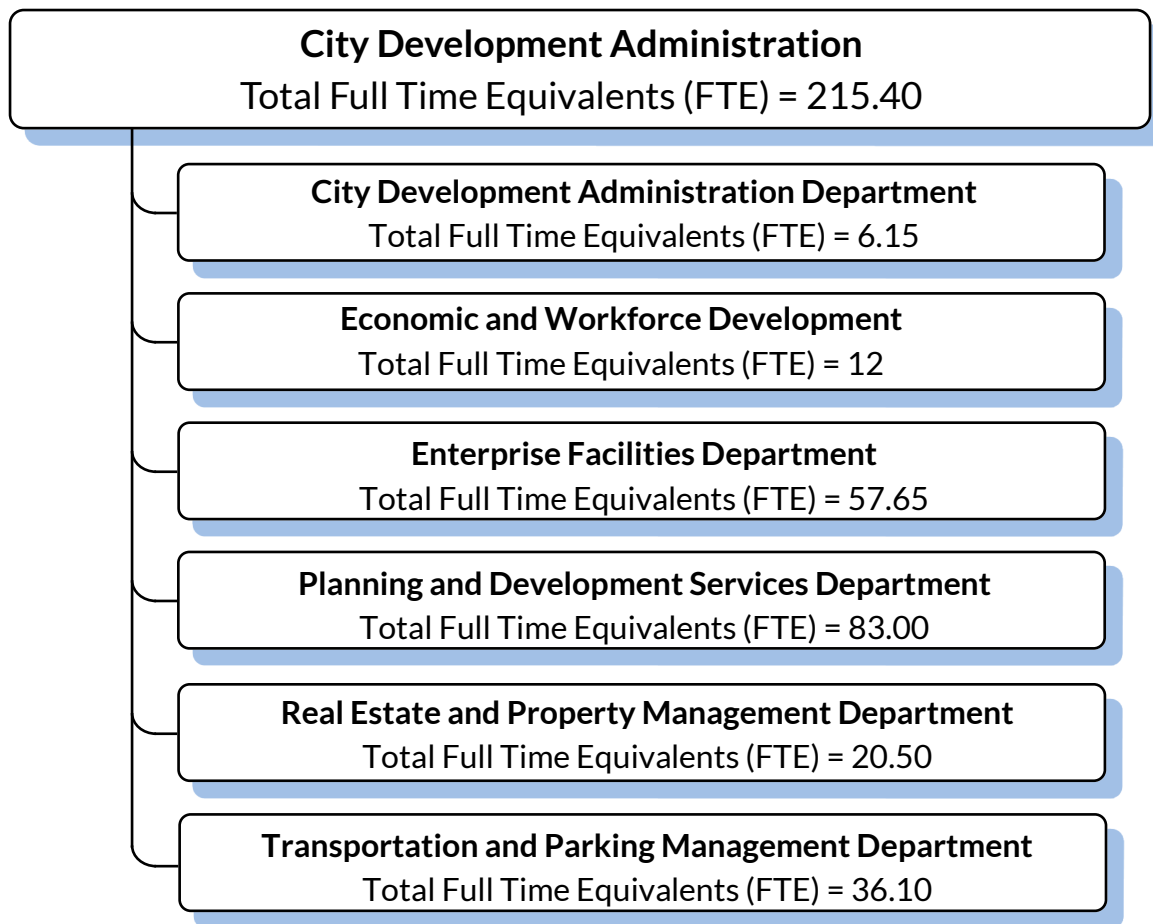 City Development Administration
Total Full Time Equivalents (FTE) = 215.40
City Development Administration Department
Total Full Time Equivalents (FTE) = 6.15
Economic and Workforce Development
Total Full Time Equivalents (FTE) = 12
Enterprise Facilities Department
Total Full Time Equivalents (FTE) = 57.65
Planning and Development Services Department
Total Full Time Equivalents (FTE) = 83.00
Real Estate and Property Management Department
Total Full Time Equivalents (FTE) = 20.50
Transportation and Parking Management Department
Total Full Time Equivalents (FTE) = 36.10